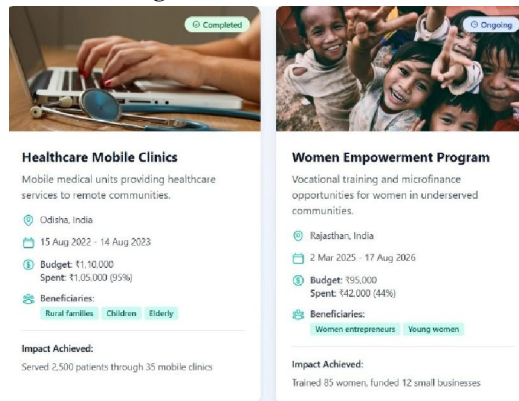 Completed
Healthcare Mobile Clinics
Mobile medical units providing healthcare
services to remote communities.
Odisha, India
15 Aug 2022 - 14 Aug 2023
Budget: ₹1,10,000
Spent: ₹1,05,000 (95%)
Beneficiaries:
Rural families Children Elderly
Impact Achieved:
Served 2,500 patients through 35 mobile clinics
Ongoing
Women Empowerment Program
Vocational training and microfinance
opportunities for women in underserved
communities.
Rajasthan, India
2 Mar 2025 - 17 Aug 2026
Budget: ₹95,000
Spent: ₹42,000 (44%)
Beneficiaries:
Women entrepreneurs Young women
Impact Achieved:
Trained 85 women, funded 12 small businesses